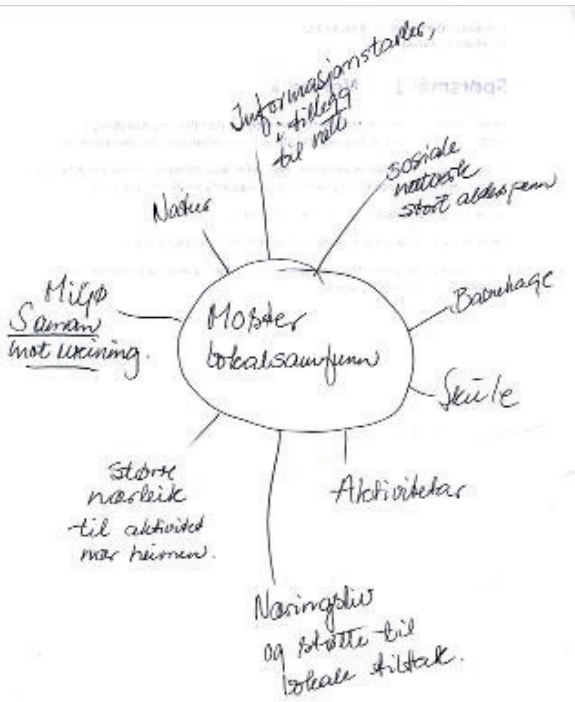 Informasjonstavler,
i tillegg
til nett
sosiale
nettverk
stort aldersspenn
Natur
Barnehage
Miljø
Saman
mot ureining.
Moster
lokalsamfunn
Skule
Større
nærleik
til aktivitet
nær heimen.
Aktivitetar
Næringsliv
og støtte til
lokale tiltak.